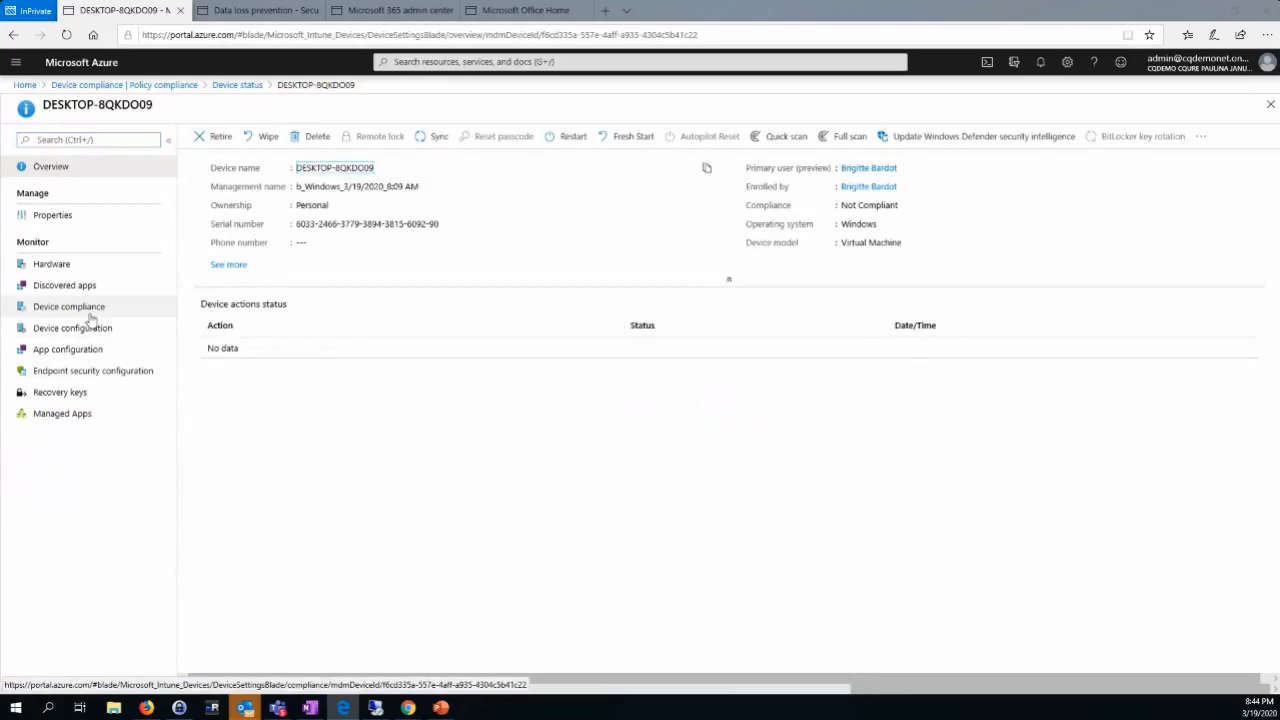 InPrivate DESKTOP-8QKDO09 - M Data loss prevention - Secu Microsoft 365 admin center Microsoft Office Home
https://portal.azure.com/#blade/Microsoft_Intune_Devices/DeviceSettingsBlade/overview/mdmDeviceId/f6cd335a-557e-4aff-a935-4304c5b41c22
Microsoft Azure Search resources, services, and docs (G+/) admin@cqdemonet.on...
CQDEMO CQURE PAULINA JANU...
Home > Device compliance | Policy compliance > Device status > DESKTOP-8QKDO09
DESKTOP-8QKDO09
Search (Ctrl+/) Retire Wipe Delete Remote lock Sync Reset passcode Restart Fresh Start Autopilot Reset Quick scan Full scan Update Windows Defender security intelligence BitLocker key rotation ...
Overview
Manage
Properties
Monitor
Hardware
Discovered apps
Device compliance
Device configuration
App configuration
Endpoint security configuration
Recovery keys
Managed Apps
Device name : DESKTOP-8QKDO09
Management name : b_Windows_3/19/2020_8:09 AM
Ownership : Personal
Serial number : 6033-2466-3779-3894-3815-6092-90
Phone number : ---
See more
Primary user (preview) : Brigitte Bardot
Enrolled by : Brigitte Bardot
Compliance : Not Compliant
Operating system : Windows
Device model : Virtual Machine
Device actions status
Action Status Date/Time
No data
https://portal.azure.com/#blade/Microsoft_Intune_Devices/DeviceSettingsBlade/compliance/mdmDeviceId/f6cd335a-557e-4aff-a935-4304c5b41c22
8:44 PM
3/19/2020